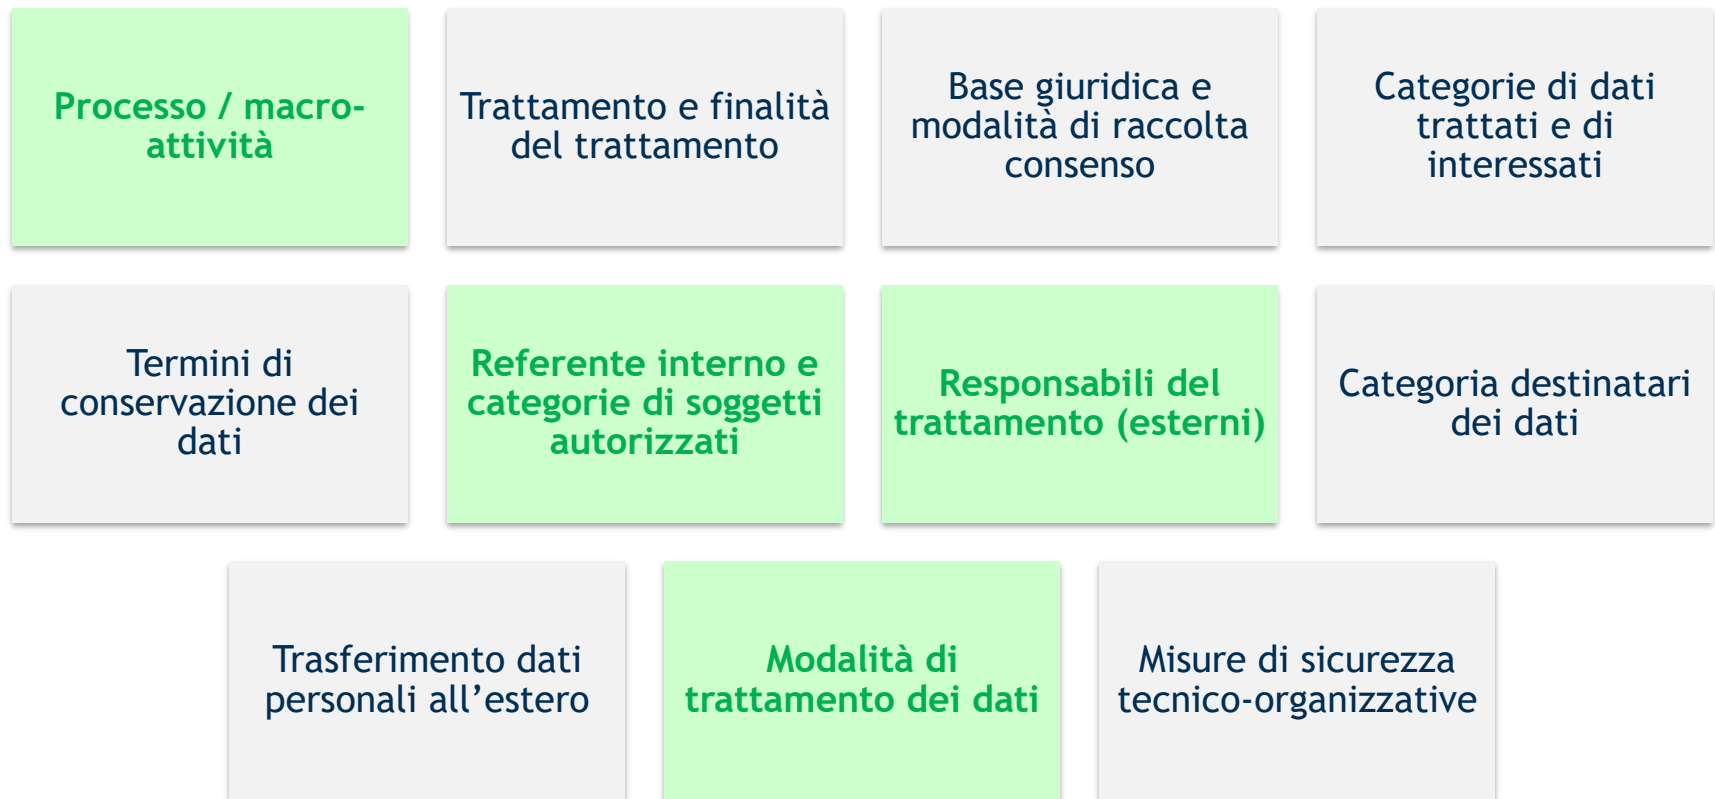 Processo / macro-
attività
Trattamento e finalità
del trattamento
Base giuridica e
modalità di raccolta
consenso
Categorie di dati
trattati e di
interessati
Termini di
conservazione dei
dati
Referente interno e
categorie di soggetti
autorizzati
Responsabili del
trattamento (esterni)
Categoria destinatari
dei dati
Trasferimento dati
personali all’estero
Modalità di
trattamento dei dati
Misure di sicurezza
tecnico-organizzative